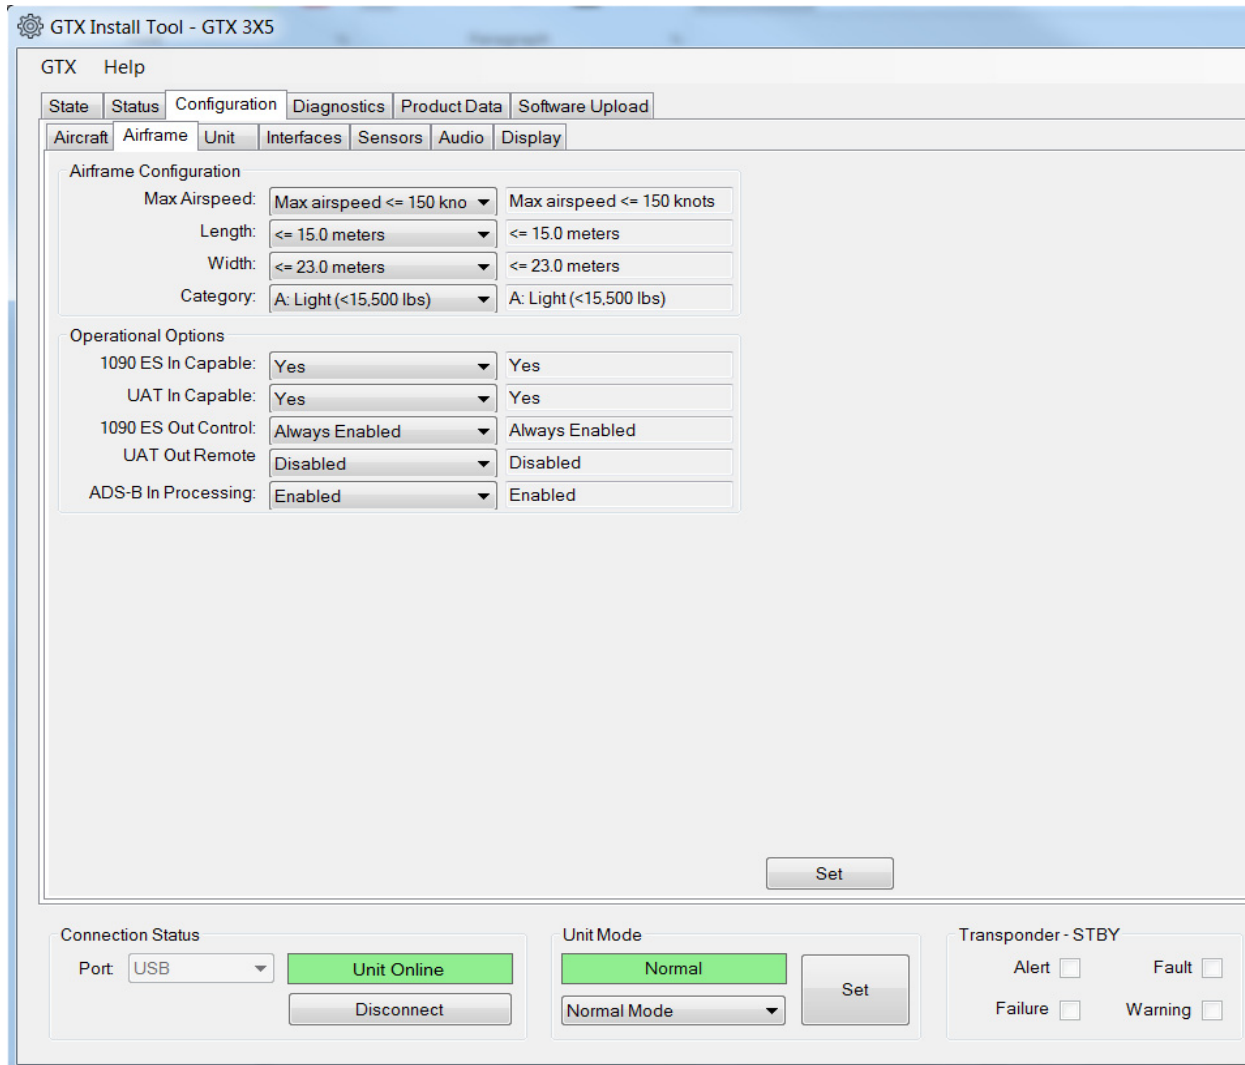 GTX Install Tool - GTX 3X5
GTX Help
State Status Configuration Diagnostics Product Data Software Upload
Aircraft Airframe Unit Interfaces Sensors Audio Display
Airframe Configuration
Max Airspeed: Max airspeed <= 150 kno Max airspeed <= 150 knots
Length: <= 15.0 meters <= 15.0 meters
Width: <= 23.0 meters <= 23.0 meters
Category: A: Light (<15,500 lbs) A: Light (<15,500 lbs)
Operational Options
1090 ES In Capable: Yes Yes
UAT In Capable: Yes Yes
1090 ES Out Control: Always Enabled Always Enabled
UAT Out Remote Disabled Disabled
ADS-B In Processing: Enabled Enabled
Set
Connection Status Unit Mode Transponder - STBY
Port: USB Unit Online Normal Alert Fault
Disconnect Normal Mode Set Failure Warning